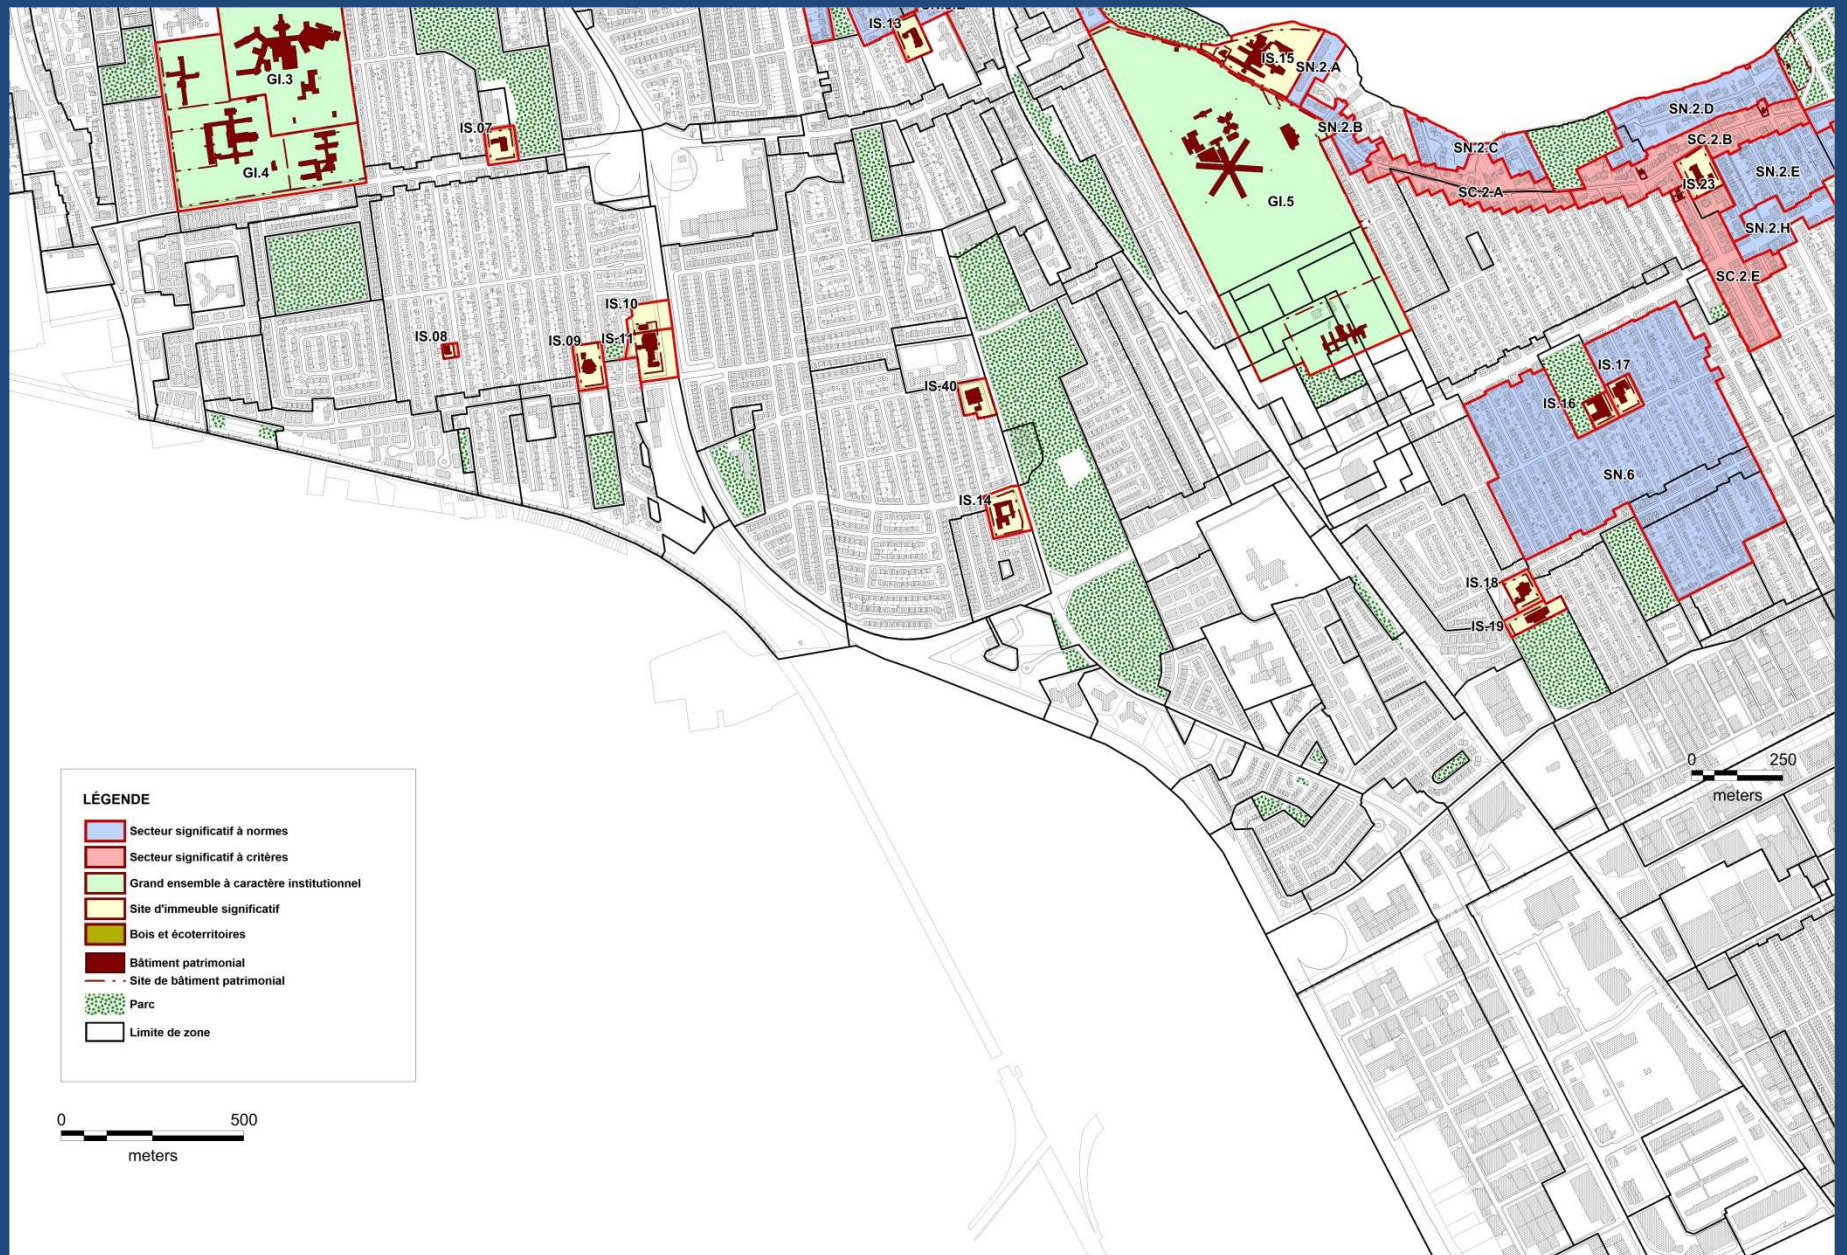 IS.13
GI.3
IS.15
SN.2.A
SN.2.D
IS.07
SN.2.B
SC.2.B
SN.2.C
GI.4
SN.2.E
IS.23
SC.2.A
GI.5
SN.2.H
SC.2.E
IS.10
IS.08
IS.09
IS.11
IS.17
IS.40
IS.16
SN.6
IS.14
IS.18
IS.19
0 250
meters
LÉGENDE
Secteur significatif à normes
Secteur significatif à critères
Grand ensemble à caractère institutionnel
Site d'immeuble significatif
Bois et écoterritoires
Bâtiment patrimonial
Site de bâtiment patrimonial
Parc
Limite de zone
0 500
meters